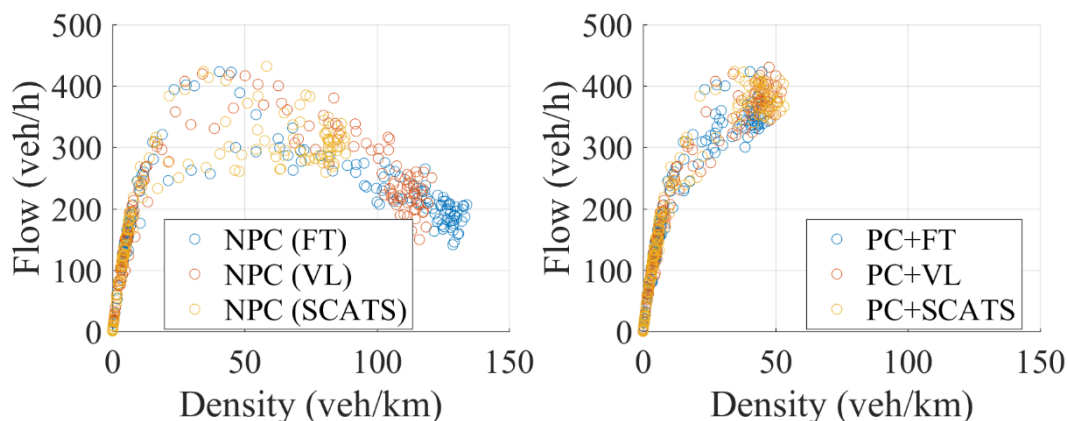 500
400
300
200
100
0
Flow (veh/h)
NPC (FT)
NPC (VL)
NPC (SCATS)
0 50 100 150
Density (veh/km)
500
400
300
200
100
0
Flow (veh/h)
PC+FT
PC+VL
PC+SCATS
0 50 100 150
Density (veh/km)